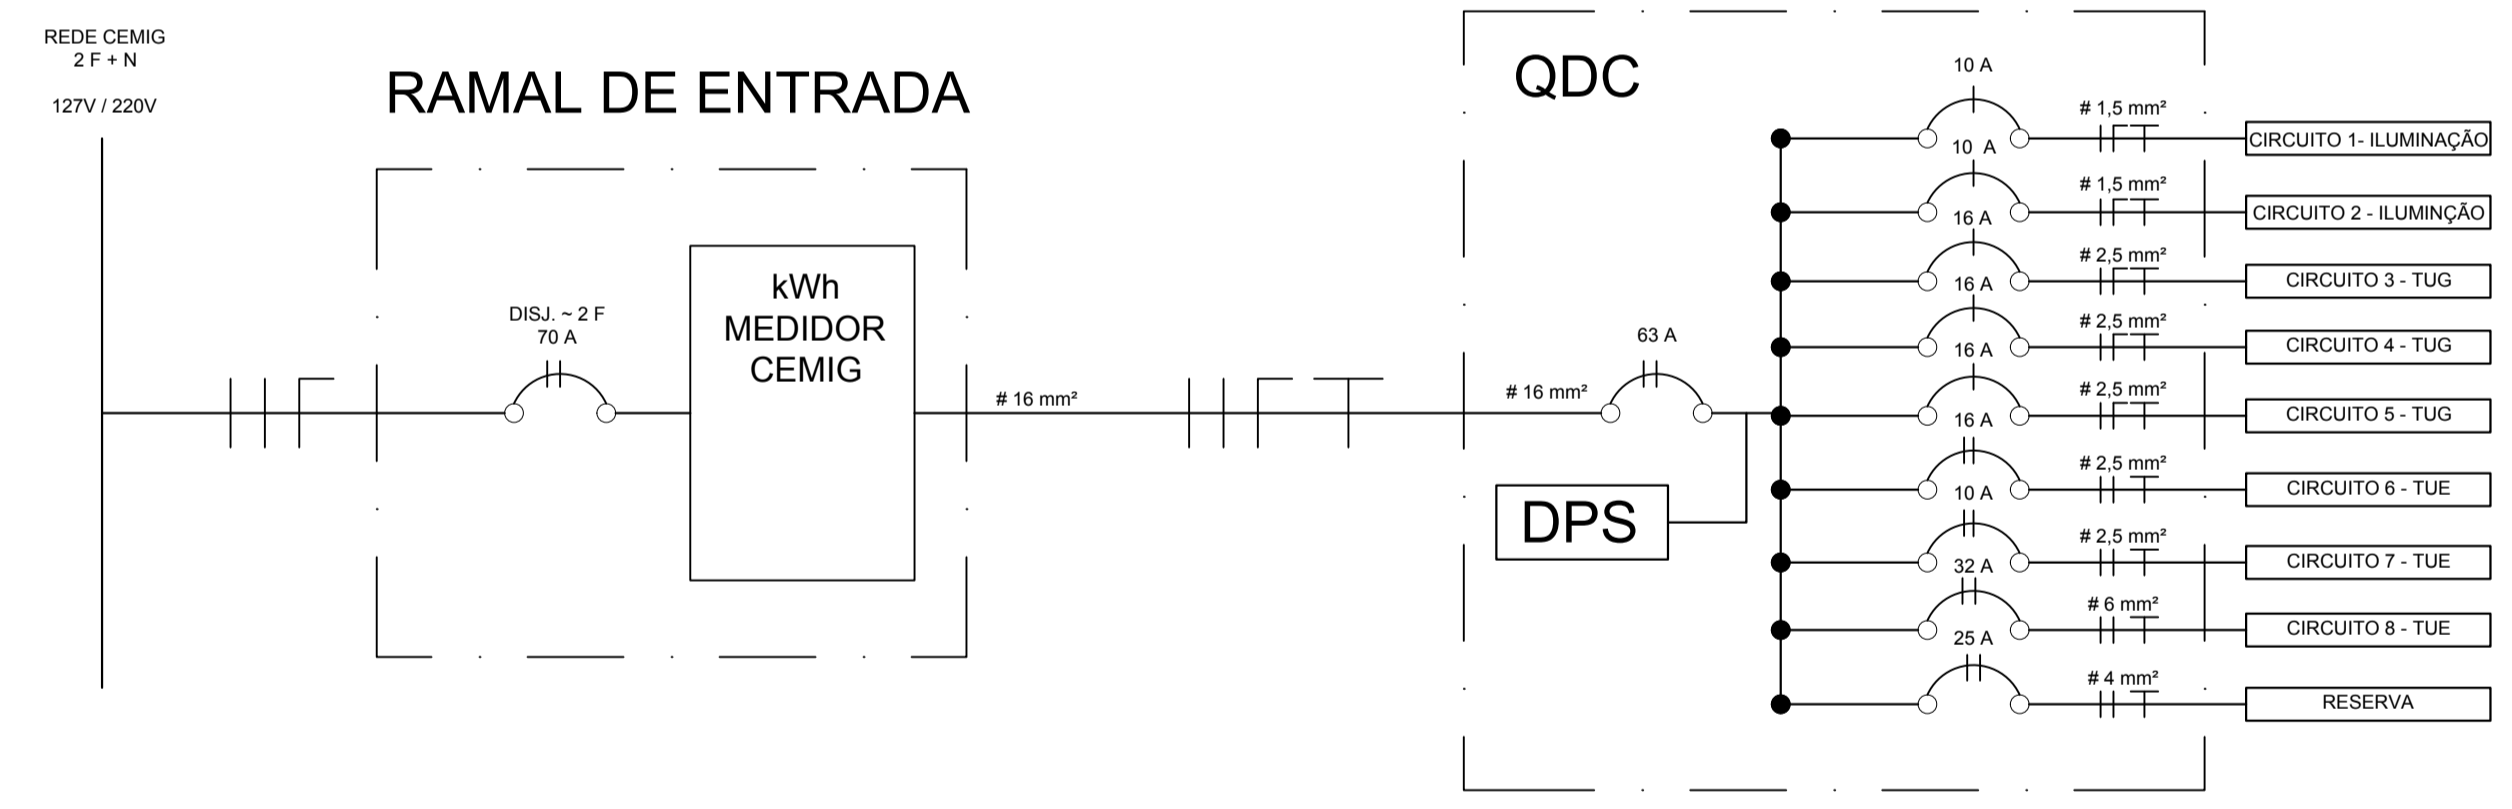 REDE CEMIG
2 F + N
127V / 220V
RAMAL DE ENTRADA
DISJ. ~ 2 F
70 A
kWh
MEDIDOR
CEMIG
# 16 mm²
QDC
# 16 mm²
63 A
DPS
10 A
# 1,5 mm²
CIRCUITO 1- ILUMINAÇÃO
10 A
# 1,5 mm²
CIRCUITO 2 - ILUMINÇÃO
16 A
# 2,5 mm²
CIRCUITO 3 - TUG
16 A
# 2,5 mm²
CIRCUITO 4 - TUG
16 A
# 2,5 mm²
CIRCUITO 5 - TUG
16 A
# 2,5 mm²
CIRCUITO 6 - TUE
10 A
# 2,5 mm²
CIRCUITO 7 - TUE
32 A
# 6 mm²
CIRCUITO 8 - TUE
25 A
# 4 mm²
RESERVA